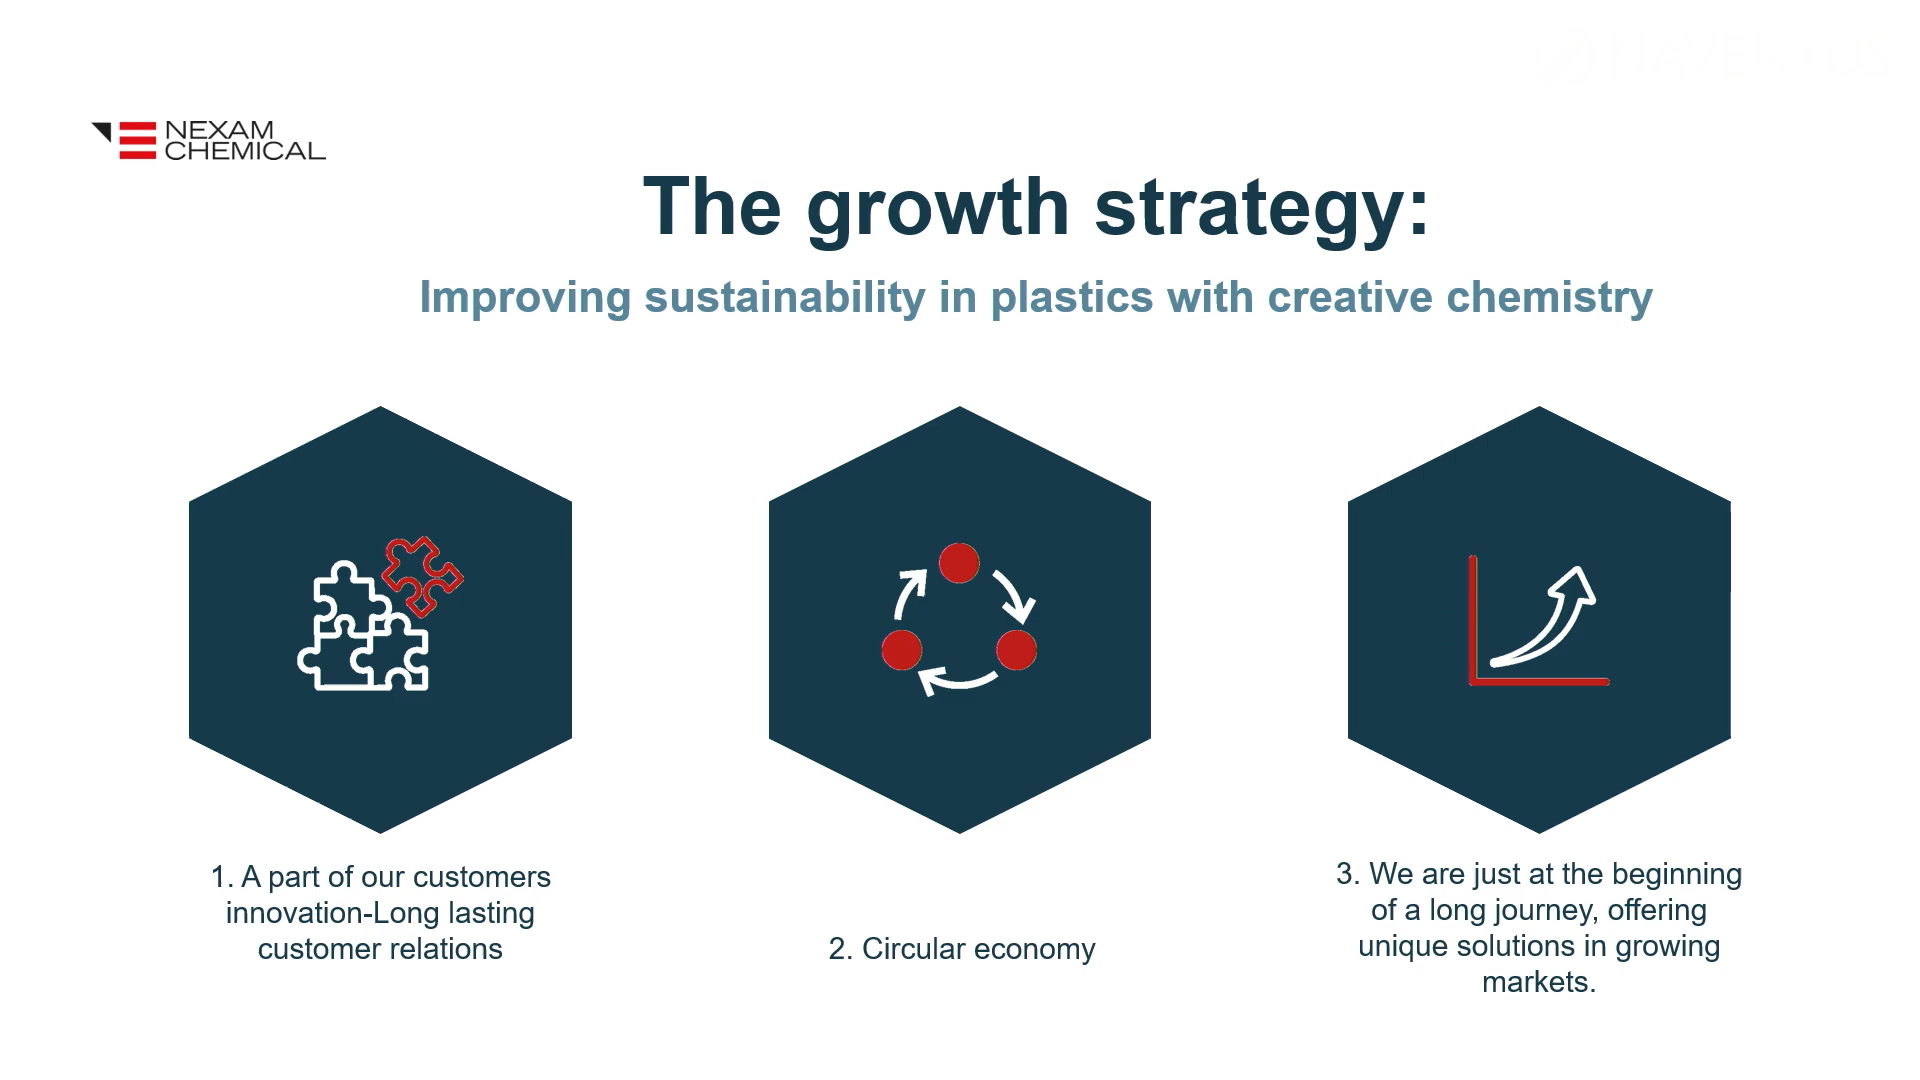 NEXAM
CHEMICAL
The growth strategy:
Improving sustainability in plastics with creative chemistry
1. A part of our customers
innovation-Long lasting
customer relations
2. Circular economy
3. We are just at the beginning
of a long journey, offering
unique solutions in growing
markets.